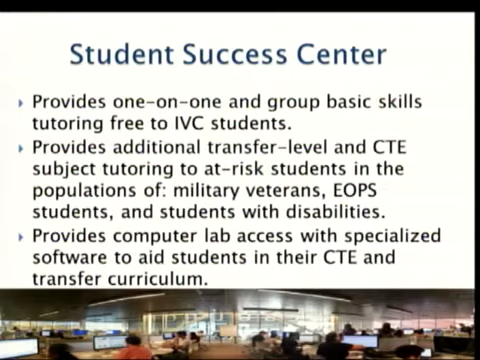 Student Success Center
Provides one-on-one and group basic skills
tutoring free to IVC students.
Provides additional transfer-level and CTE
subject tutoring to at-risk students in the
populations of: military veterans, EOPS
students, and students with disabilities.
Provides computer lab access with specialized
software to aid students in their CTE and
transfer curriculum.